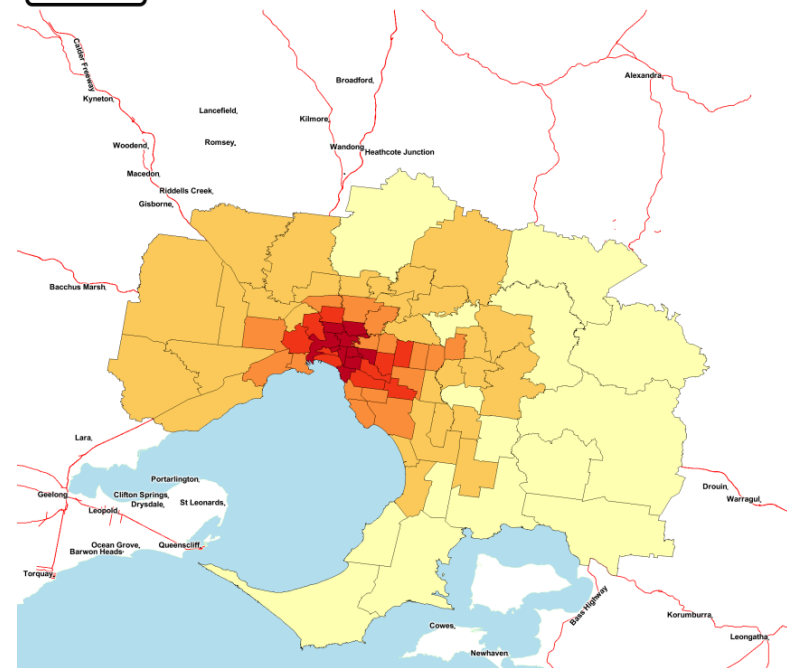 Calder Freeway
Kyneton
Lancefield
Broadford
Alexandra
Kilmore
Woodend
Romsey
Wandong
Heathcote Junction
Macedon
Riddells Creek
Gisborne
Bacchus Marsh
Lara
Portarlington
Geelong
Clifton Springs
Drysdale
St Leonards
Leopold
Ocean Grove
Barwon Heads
Queenscliff
Torquay
Drouin
Warragul
Bass Highway
Korumburra
Cowes
Leongatha
Newhaven